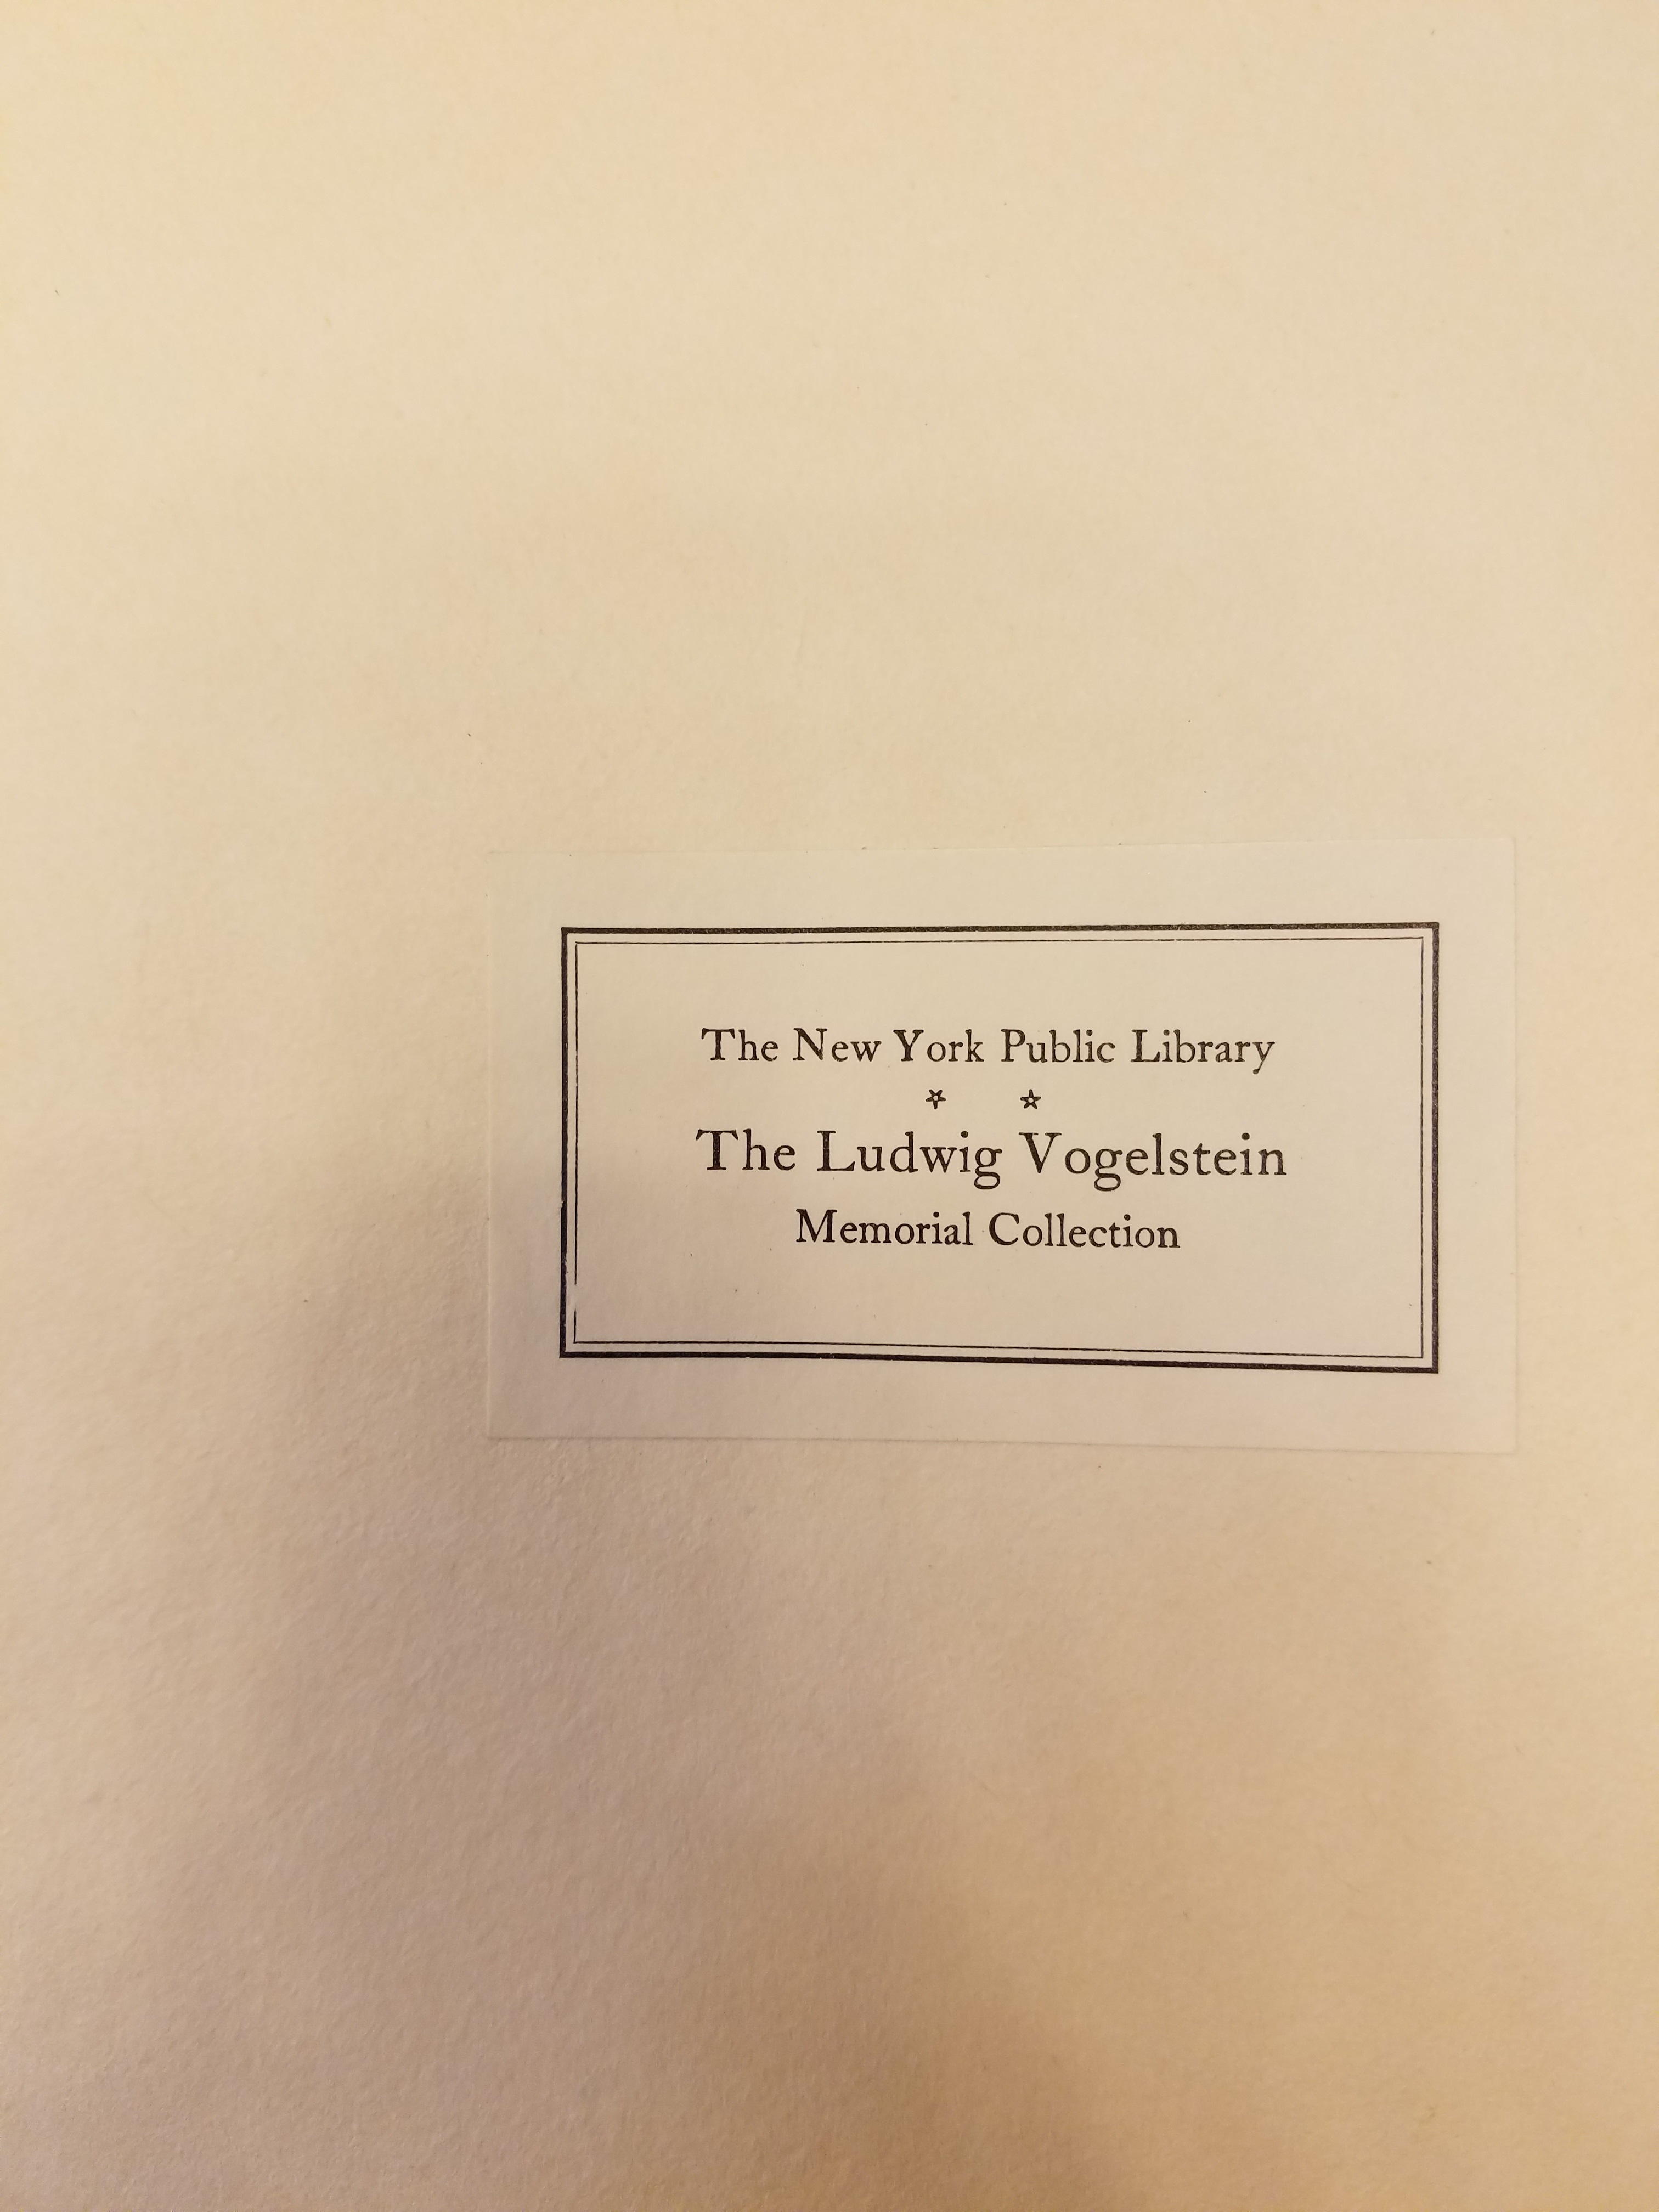 The New York Public Library
☆ ☆
The Ludwig Vogelstein
Memorial Collection